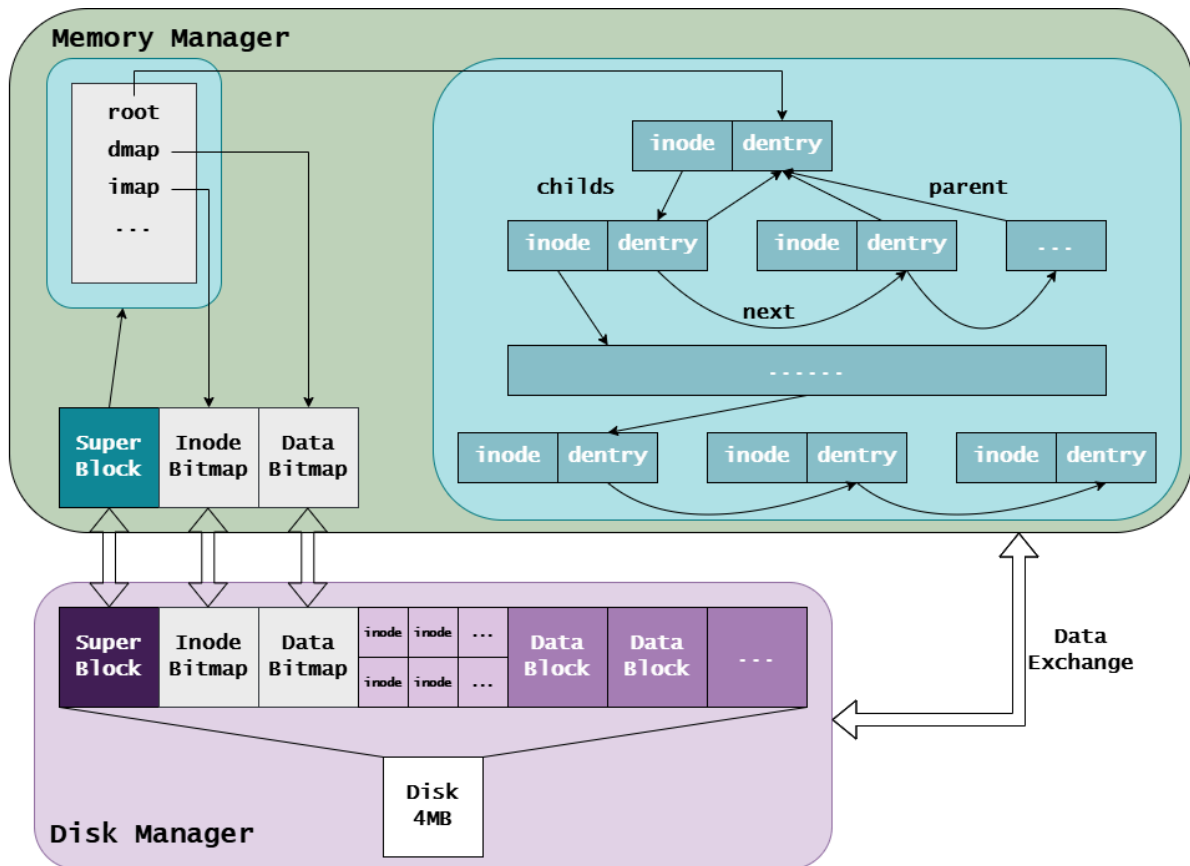 Memory Manager
root
dmap
imap
...
inode dentry
childs
parent
inode dentry
inode dentry
...
next
......
inode dentry
inode dentry
inode dentry
Super
Block
Inode
Bitmap
Data
Bitmap
Super
Block
Inode
Bitmap
Data
Bitmap
inode inode ...
inode inode ...
Data
Block
Data
Block
...
Data
Exchange
Disk
4MB
Disk Manager